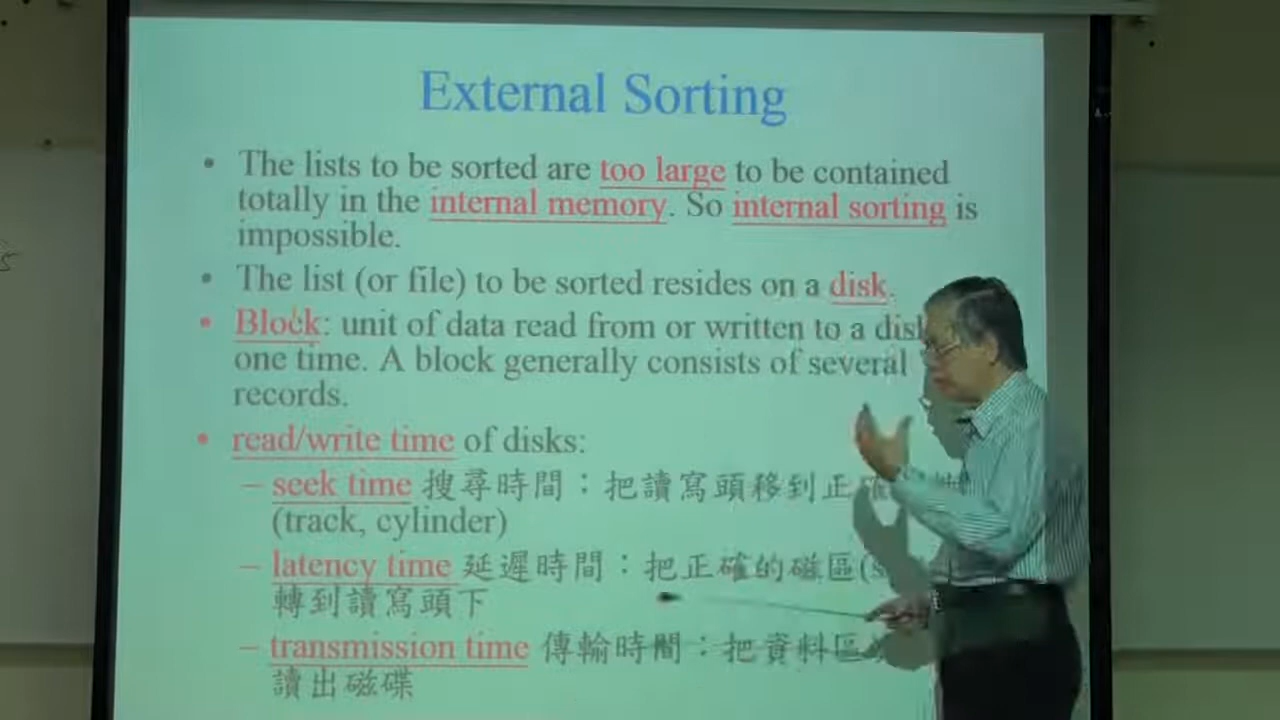 External Sorting
• The lists to be sorted are too large to be contained
totally in the internal memory. So internal sorting is
impossible.
• The list (or file) to be sorted resides on a disk.
• Block: unit of data read from or written to a disk
one time. A block generally consists of several
records.
• read/write time of disks:
– seek time 搜尋時間：把讀寫頭移到正確
(track, cylinder)
– latency time 延遲時間：把正確的磁區(s
轉到讀寫頭下
– transmission time 傳輸時間：把資料區
讀出磁碟